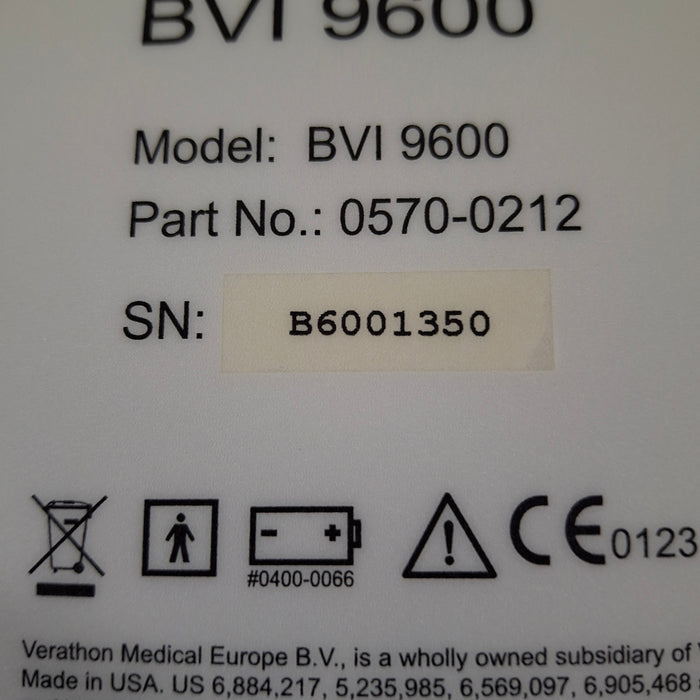 BVI 9600
Model: BVI 9600
Part No.: 0570-0212
SN: B6001350
#0400-0066
CE 0123
Verathon Medical Europe B.V., is a wholly owned subsidiary of
Made in USA. US 6,884,217, 5,235,985, 6,569,097, 6,905,468,